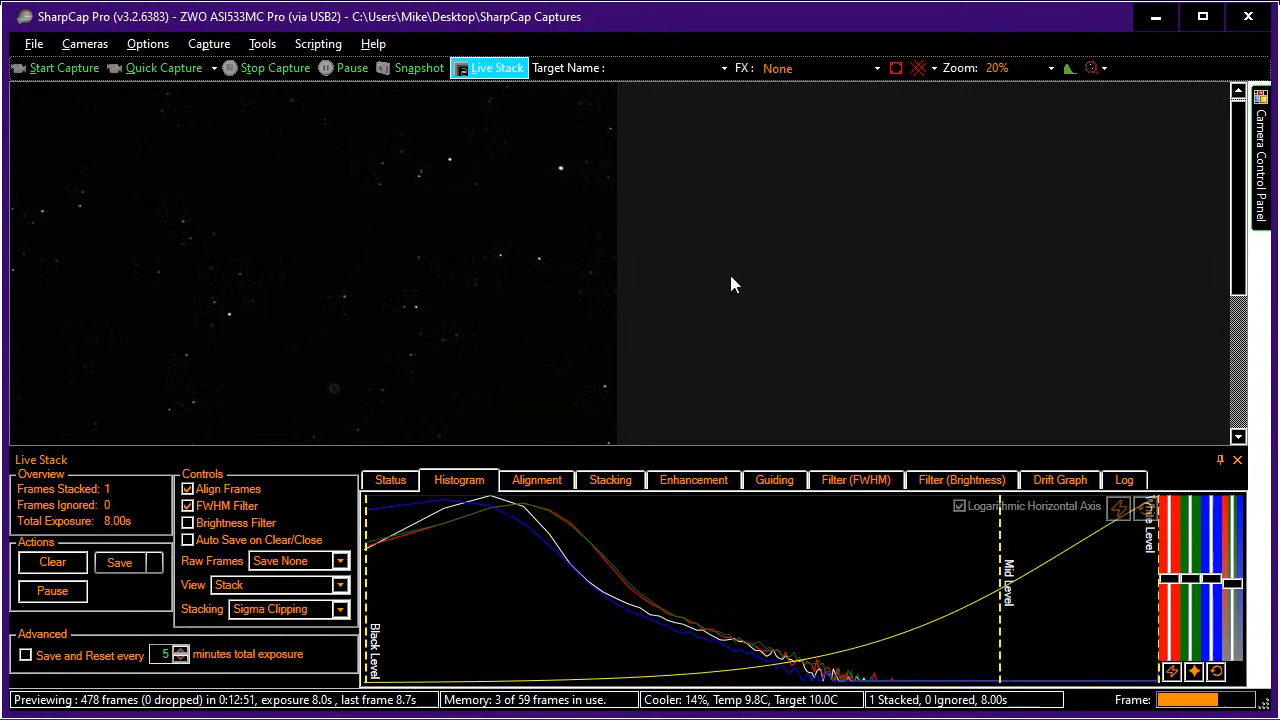 SharpCap Pro (v3.2.6383) - ZWO ASI533MC Pro (via USB2) - C:\Users\Mike\Desktop\SharpCap Captures
File Cameras Options Capture Tools Scripting Help
Start Capture Quick Capture Stop Capture Pause Snapshot Live Stack Target Name : FX : None Zoom: 20%
Camera Control Panel
Live Stack
Overview
Frames Stacked: 1
Frames Ignored: 0
Total Exposure: 8.00s
Actions
Clear Save
Pause
Controls
Align Frames
FWHM Filter
Brightness Filter
Auto Save on Clear/Close
Raw Frames Save None
View Stack
Stacking Sigma Clipping
Advanced
Save and Reset every 5 minutes total exposure
Status Histogram Alignment Stacking Enhancement Guiding Filter (FWHM) Filter (Brightness) Drift Graph Log
Logarithmic Horizontal Axis
Black Level
Mid Level
White Level
Previewing : 478 frames (0 dropped) in 0:12:51, exposure 8.0s , last frame 8.7s Memory: 3 of 59 frames in use. Cooler: 14%, Temp 9.8C, Target 10.0C 1 Stacked, 0 Ignored, 8.00s Frame: